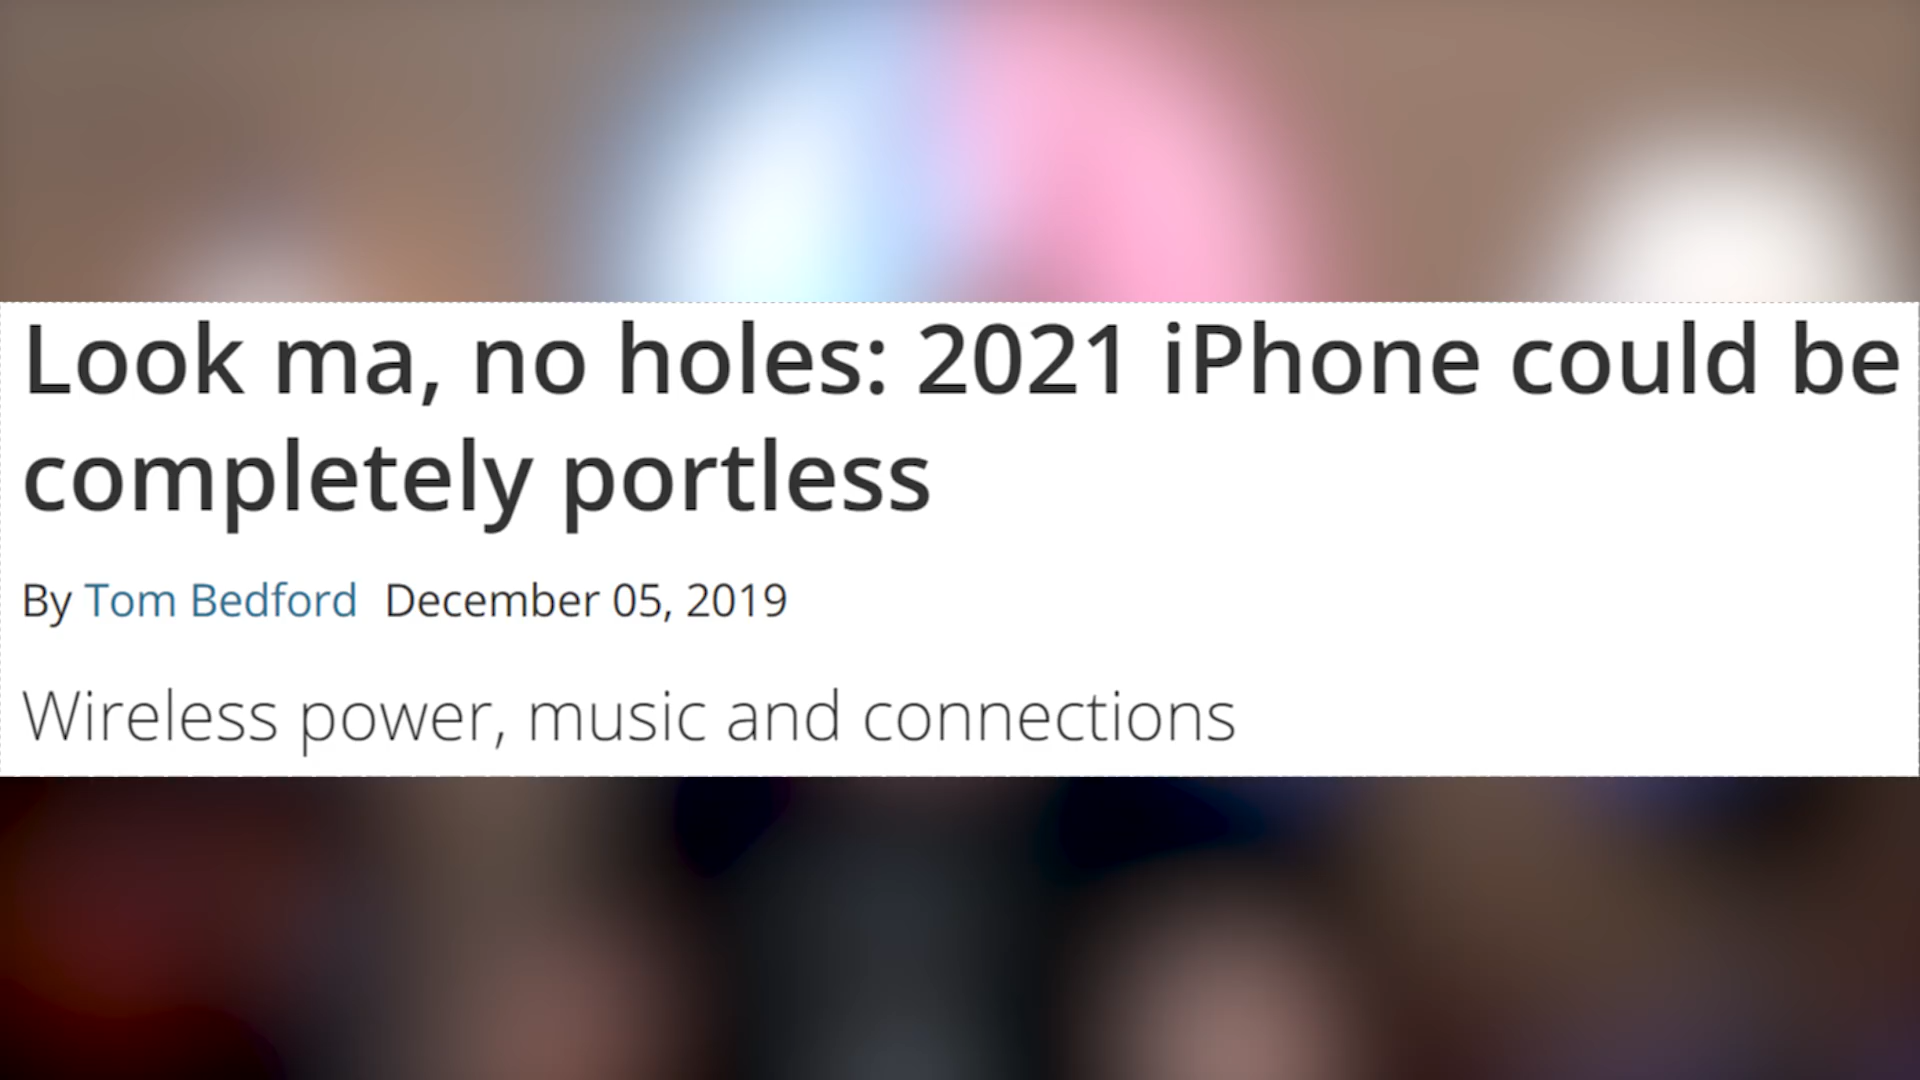 Look ma, no holes: 2021 iPhone could be
completely portless
By Tom Bedford December 05, 2019
Wireless power, music and connections